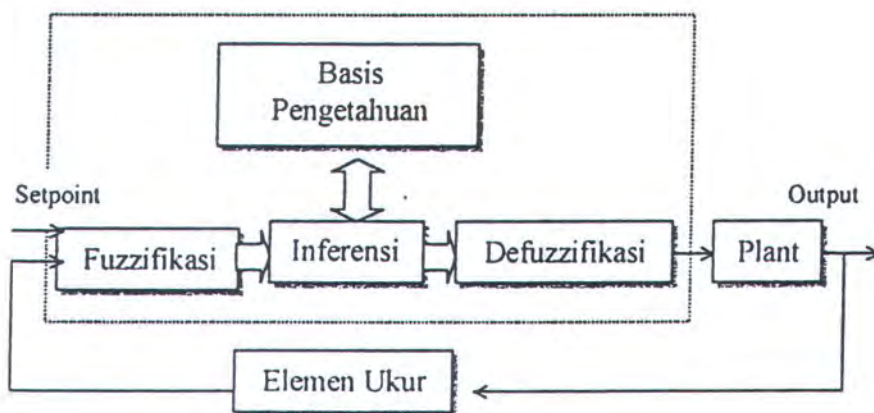 Basis
Pengetahuan
Setpoint
Output
Fuzzifikasi
Inferensi
Defuzzifikasi
Plant
Elemen Ukur